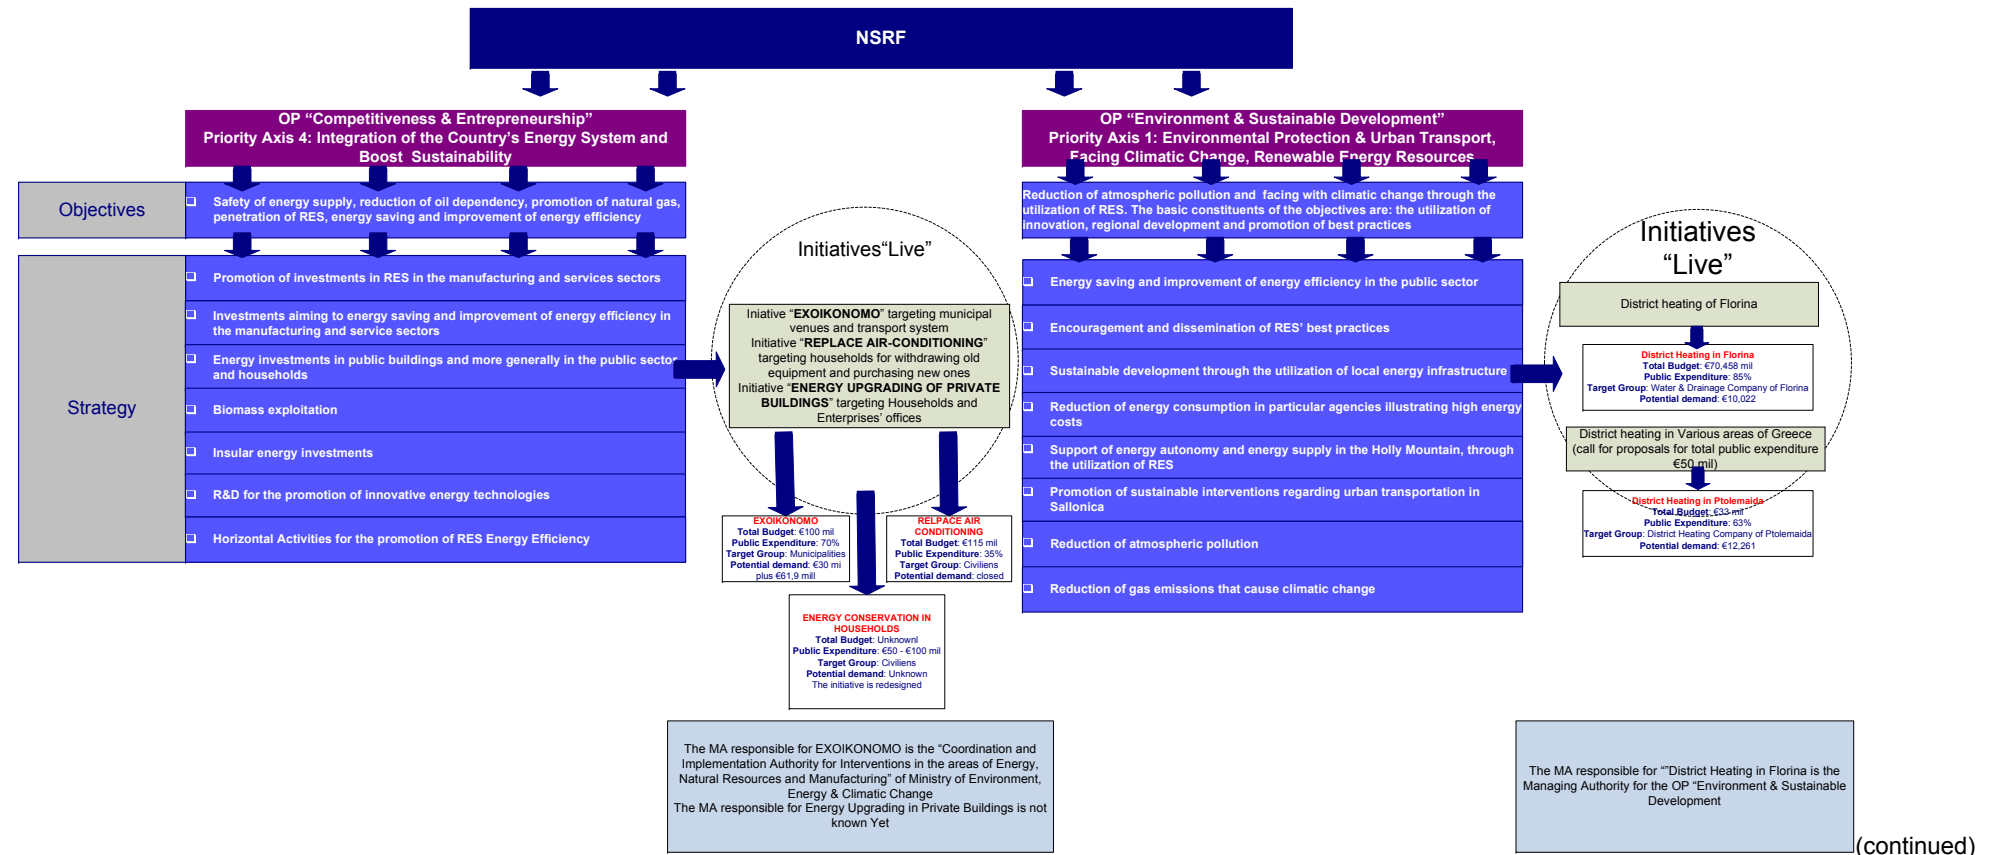 NSRF
OP “Competitiveness & Entrepreneurship”
Priority Axis 4: Integration of the Country’s Energy System and
Boost Sustainability
OP “Environment & Sustainable Development”
Priority Axis 1: Environmental Protection & Urban Transport,
Facing Climatic Change, Renewable Energy Resources
Objectives
Safety of energy supply, reduction of oil dependency, promotion of natural gas,
penetration of RES, energy saving and improvement of energy efficiency
Reduction of atmospheric pollution and facing with climatic change through the
utilization of RES. The basic constituents of the objectives are: the utilization of
innovation, regional development and promotion of best practices
Strategy
Promotion of investments in RES in the manufacturing and services sectors
Investments aiming to energy saving and improvement of energy efficiency in
the manufacturing and service sectors
Energy investments in public buildings and more generally in the public sector
and households
Biomass exploitation
Insular energy investments
R&D for the promotion of innovative energy technologies
Horizontal Activities for the promotion of RES Energy Efficiency
Initiatives“Live”
Iniative “EXOIKONOMO” targeting municipal
venues and transport system
Initiative “REPLACE AIR-CONDITIONING”
targeting households for withdrawing old
equipment and purchasing new ones
Initiative “ENERGY UPGRADING OF PRIVATE
BUILDINGS” targeting Households and
Enterprises’ offices
EXOIKONOMO
Total Budget: €100 mil
Public Expenditure: 70%
Target Group: Municipalities
Potential demand: €30 mi
plus €61,9 mill
RELPACE AIR
CONDITIONING
Total Budget: €115 mil
Public Expenditure: 35%
Target Group: Civiliens
Potential demand: closed
ENERGY CONSERVATION IN
HOUSEHOLDS
Total Budget: Unknownl
Public Expenditure: €50 - €100 mil
Target Group: Civiliens
Potential demand: Unknown
The initiative is redesigned
Energy saving and improvement of energy efficiency in the public sector
Encouragement and dissemination of RES’ best practices
Sustainable development through the utilization of local energy infrastructure
Reduction of energy consumption in particular agencies illustrating high energy
costs
Support of energy autonomy and energy supply in the Holly Mountain, through
the utilization of RES
Promotion of sustainable interventions regarding urban transportation in
Sallonica
Reduction of atmospheric pollution
Reduction of gas emissions that cause climatic change
Initiatives
“Live”
District heating of Florina
District Heating in Florina
Total Budget: €70,458 mil
Public Expenditure: 85%
Target Group: Water & Drainage Company of Florina
Potential demand: €10,022
District heating in Various areas of Greece
(call for proposals for total public expenditure
€50 mil)
District Heating in Ptolemaida
Total Budget: €33 mil
Public Expenditure: 63%
Target Group: District Heating Company of Ptolemaida
Potential demand: €12,261
The MA responsible for EXOIKONOMO is the “Coordination and
Implementation Authority for Interventions in the areas of Energy,
Natural Resources and Manufacturing” of Ministry of Environment,
Energy & Climatic Change
The MA responsible for Energy Upgrading in Private Buildings is not
known Yet
The MA responsible for “”District Heating in Florina is the
Managing Authority for the OP “Environment & Sustainable
Development
(continued)